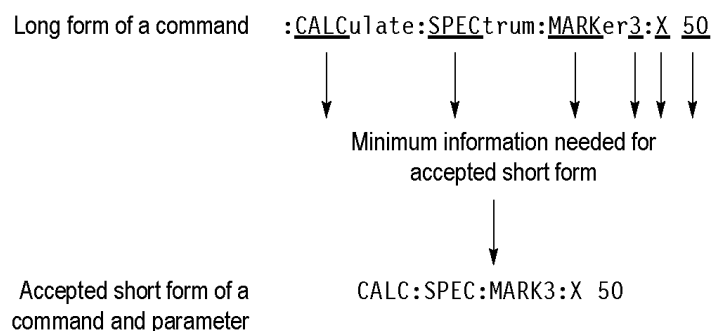 Long form of a command :CALCulate:SPECtrum:MARKer3:X 50
Minimum information needed for
accepted short form
Accepted short form of a CALC:SPEC:MARK3:X 50
command and parameter